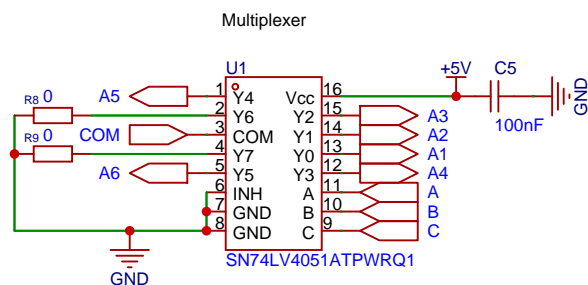 Multiplexer
U1
+5V
C5
100nF
GND
R8 0
R9 0
A5
COM
A6
1 Y4
2 Y6
3 COM
4 Y7
5 Y5
6 INH
7 GND
8 GND
Vcc 16
Y2 15
Y1 14
Y0 13
Y3 12
A 11
B 10
C 9
A3
A2
A1
A4
A
B
C
GND
SN74LV4051ATPWRQ1